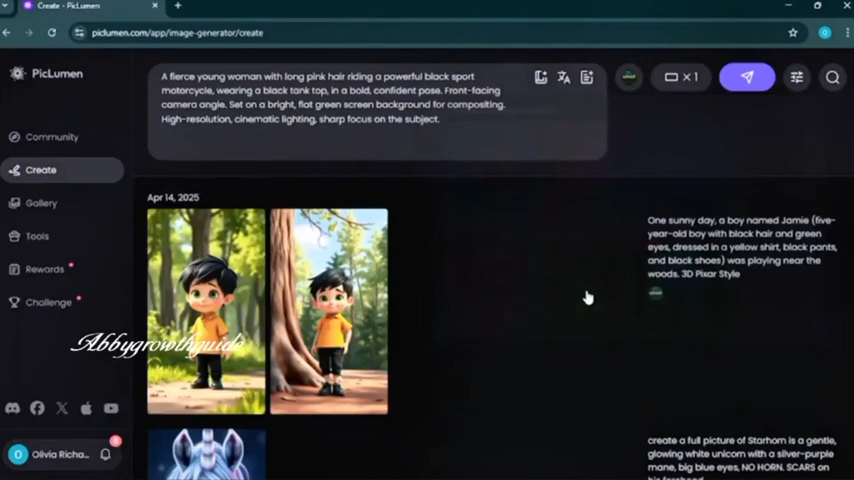 Create - PicLumen
piclumen.com/app/image-generator/create
PicLumen
A fierce young woman with long pink hair riding a powerful black sport
motorcycle, wearing a black tank top, in a bold, confident pose. Front-facing
camera angle. Set on a bright, flat green screen background for compositing.
High-resolution, cinematic lighting, sharp focus on the subject.
× 1
Community
Create
Gallery
Tools
Rewards
Challenge
Apr 14, 2025
One sunny day, a boy named Jamie (five-
year-old boy with black hair and green
eyes, dressed in a yellow shirt, black pants,
and black shoes) was playing near the
woods. 3D Pixar Style
Abbygrowthguide
Olivia Richa...
create a full picture of Starhorn is a gentle,
glowing white unicorn with a silver-purple
mane, big blue eyes, NO HORN. SCARS on
his forehead